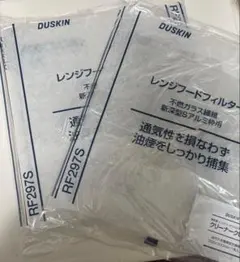 DUSKIN
RF297S
DUSKIN
レンジフードフィルター
不燃ガラス繊維
新深型Sアルミ枠用
通気性を損なわず
油煙をしっかり捕集
RF297S